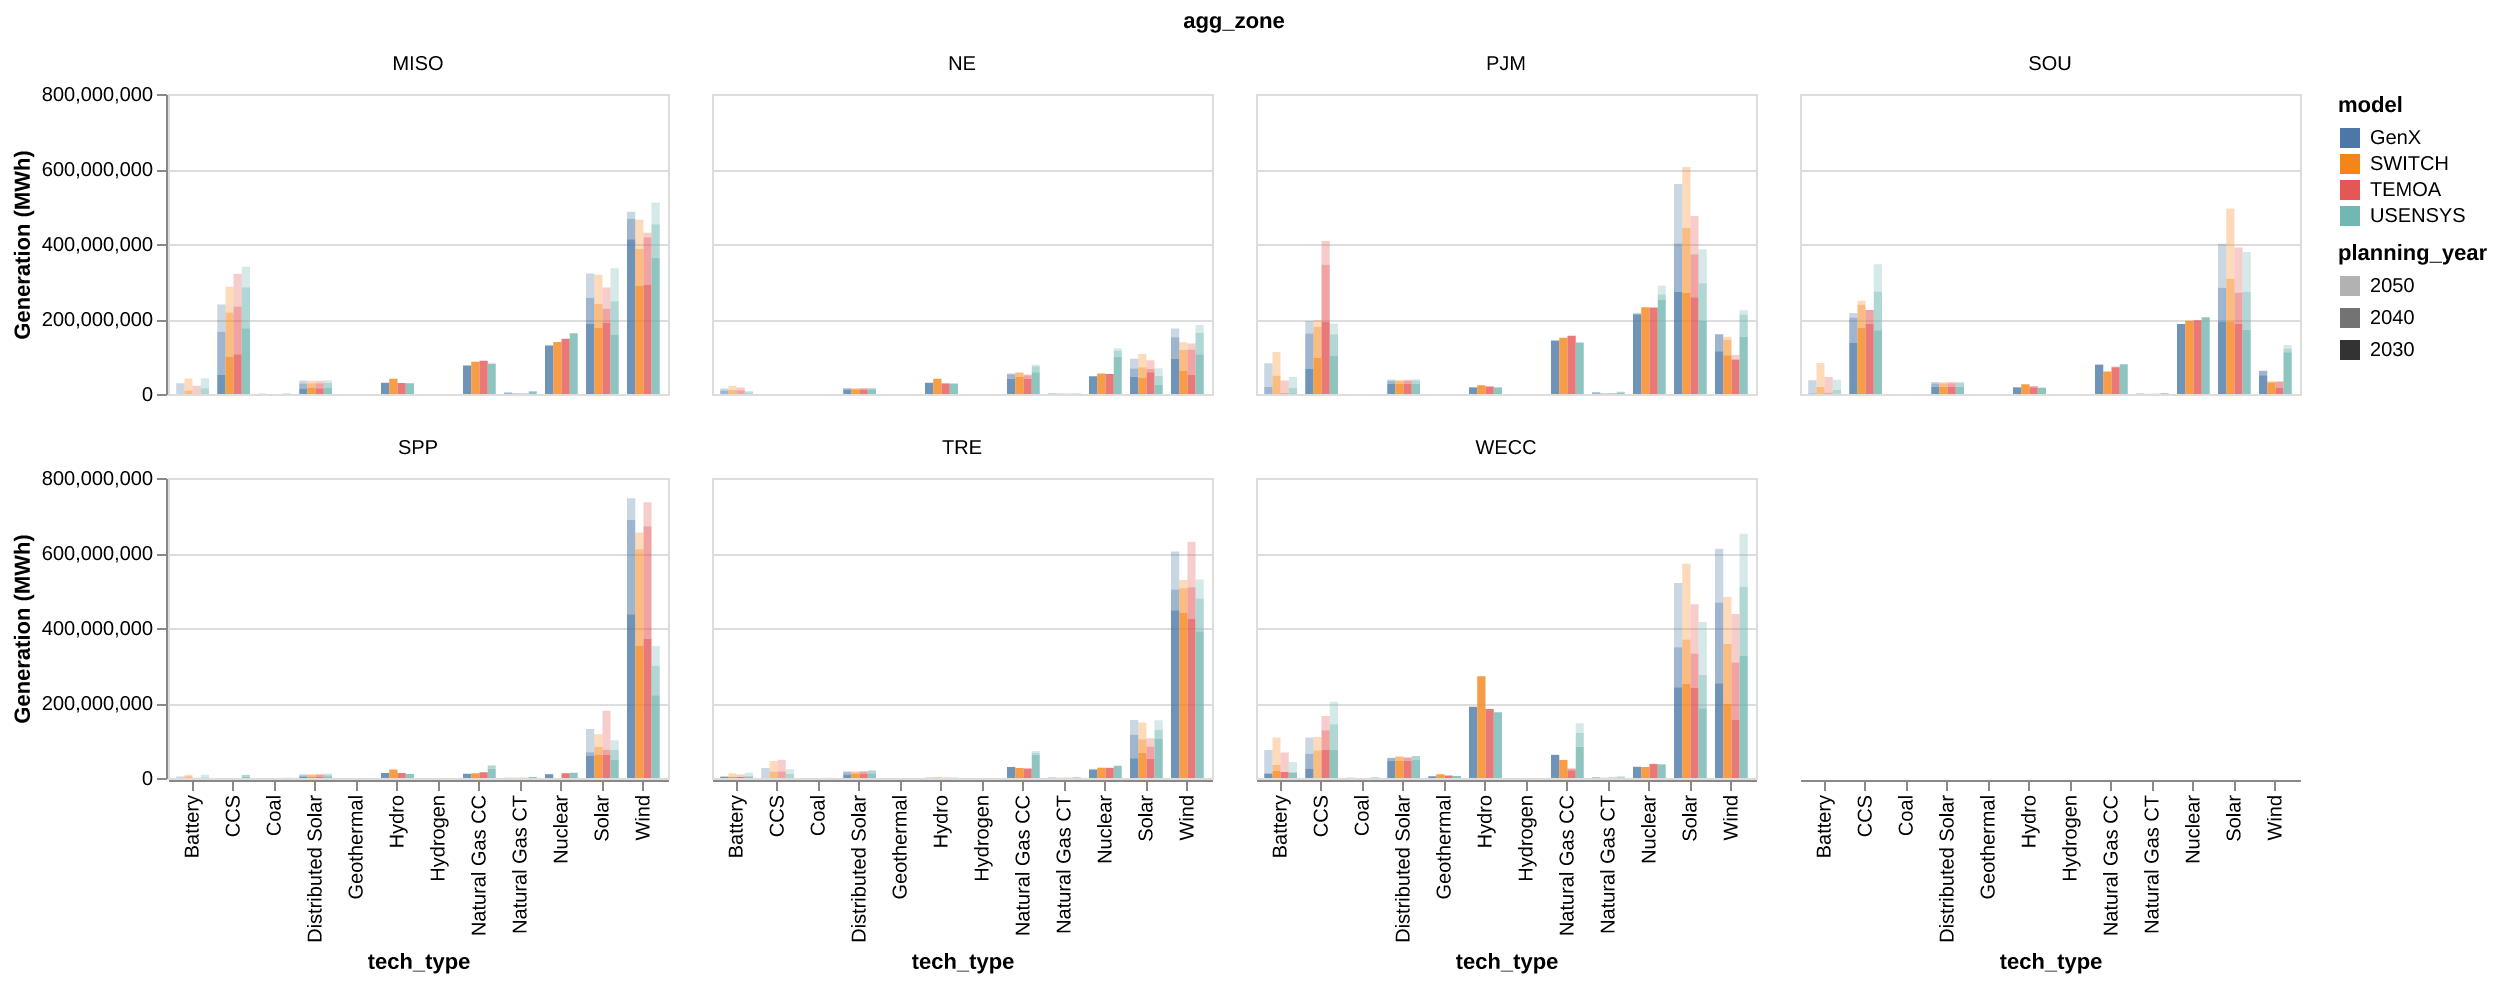 agg_zone
MISO
NE
PJM
SOU
Generation (MWh)
800,000,000
600,000,000
400,000,000
200,000,000
0
model
GenX
SWITCH
TEMOA
USENSYS
planning_year
2050
2040
2030
SPP
TRE
WECC
Generation (MWh)
800,000,000
600,000,000
400,000,000
200,000,000
0
Battery
CCS
Coal
Distributed Solar
Geothermal
Hydro
Hydrogen
Natural Gas CC
Natural Gas CT
Nuclear
Solar
Wind
tech_type
Battery
CCS
Coal
Distributed Solar
Geothermal
Hydro
Hydrogen
Natural Gas CC
Natural Gas CT
Nuclear
Solar
Wind
tech_type
Battery
CCS
Coal
Distributed Solar
Geothermal
Hydro
Hydrogen
Natural Gas CC
Natural Gas CT
Nuclear
Solar
Wind
tech_type
Battery
CCS
Coal
Distributed Solar
Geothermal
Hydro
Hydrogen
Natural Gas CC
Natural Gas CT
Nuclear
Solar
Wind
tech_type